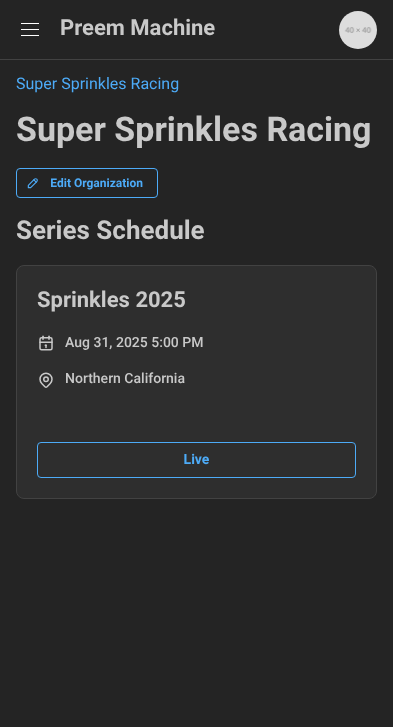 Preem Machine
40 × 40
Super Sprinkles Racing
Super Sprinkles Racing
Edit Organization
Series Schedule
Sprinkles 2025
Aug 31, 2025 5:00 PM
Northern California
Live